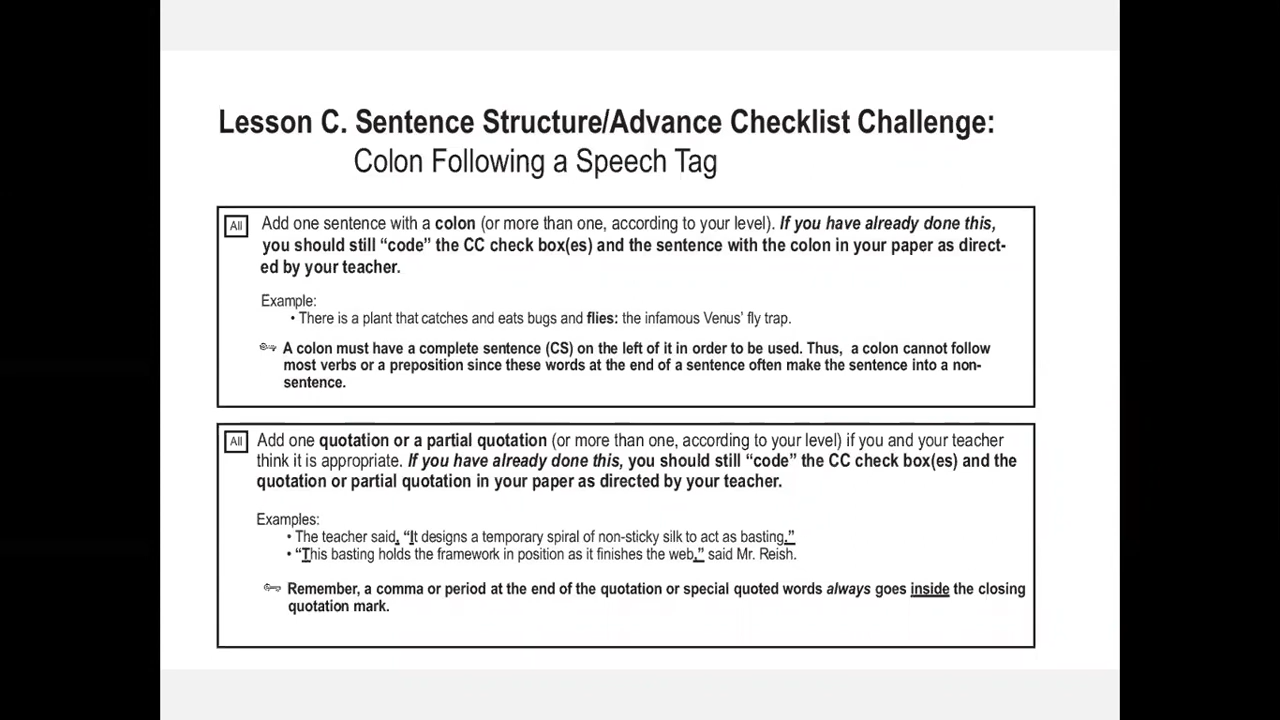 Lesson C. Sentence Structure/Advance Checklist Challenge:
Colon Following a Speech Tag
All Add one sentence with a colon (or more than one, according to your level). If you have already done this,
you should still “code” the CC check box(es) and the sentence with the colon in your paper as direct-
ed by your teacher.
Example:
• There is a plant that catches and eats bugs and flies: the infamous Venus’ fly trap.
A colon must have a complete sentence (CS) on the left of it in order to be used. Thus, a colon cannot follow
most verbs or a preposition since these words at the end of a sentence often make the sentence into a non-
sentence.
All Add one quotation or a partial quotation (or more than one, according to your level) if you and your teacher
think it is appropriate. If you have already done this, you should still “code” the CC check box(es) and the
quotation or partial quotation in your paper as directed by your teacher.
Examples:
• The teacher said, “It designs a temporary spiral of non-sticky silk to act as basting.”
• “This basting holds the framework in position as it finishes the web,” said Mr. Reish.
Remember, a comma or period at the end of the quotation or special quoted words always goes inside the closing
quotation mark.